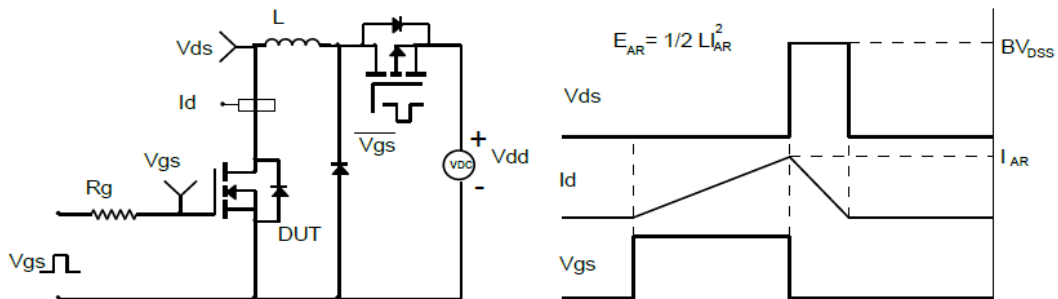 L
Vds
Id
Vgs
Rg
DUT
Vgs
Vgs
+
VDC
-
Vdd
E_AR = 1/2 LI²_AR
BV_DSS
Vds
I_AR
Id
Vgs